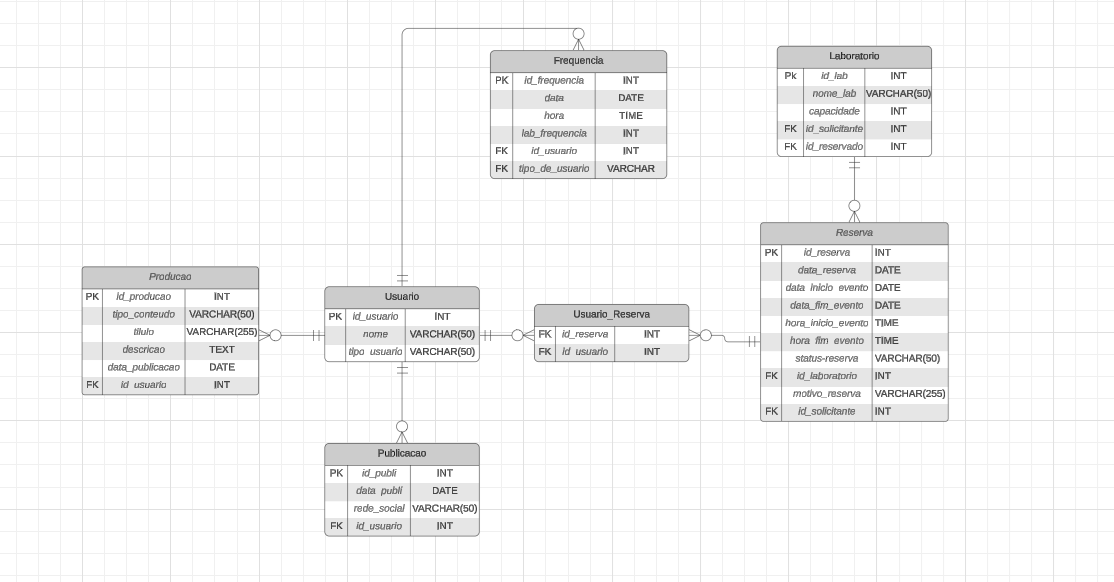 Frequencia
PK id_frequencia INT
data DATE
hora TIME
lab_frequencia INT
FK id_usuario INT
FK tipo_de_usuario VARCHAR
Laboratorio
Pk id_lab INT
nome_lab VARCHAR(50)
capacidade INT
FK id_solicitante INT
FK id_reservado INT
Reserva
PK id_reserva INT
data_reserva DATE
data_inicio_evento DATE
data_fim_evento DATE
hora_inicio_evento TIME
hora_fim_evento TIME
status-reserva VARCHAR(50)
FK id_laboratorio INT
motivo_reserva VARCHAR(255)
FK id_solicitante INT
Producao
PK id_producao INT
tipo_conteudo VARCHAR(50)
titulo VARCHAR(255)
descricao TEXT
data_publicacao DATE
FK id_usuario INT
Usuario
PK id_usuario INT
nome VARCHAR(50)
tipo_usuario VARCHAR(50)
Usuario_Reserva
FK id_reserva INT
FK id_usuario INT
Publicacao
PK id_publi INT
data_publi DATE
rede_social VARCHAR(50)
FK id_usuario INT